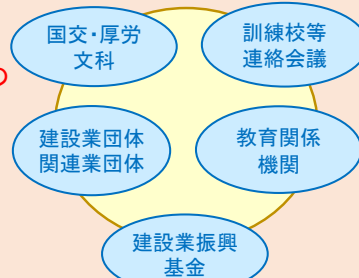 国交・厚労
文科
訓練校等
連絡会議
建設業団体
関連業団体
教育関係
機関
建設業振興
基金